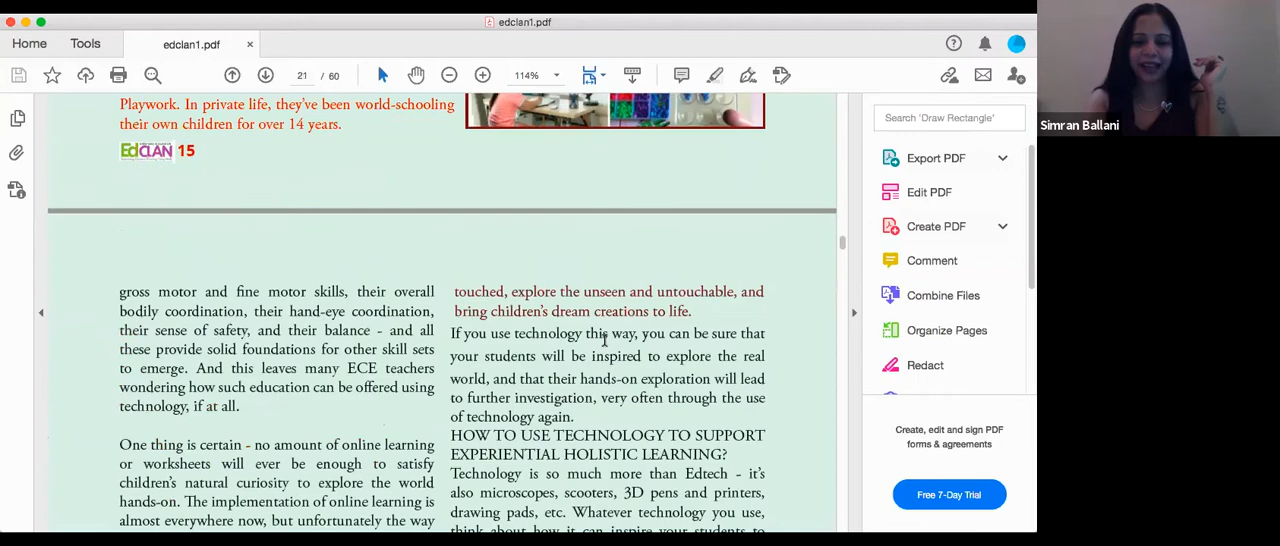 edclan1.pdf
Home
Tools
edclan1.pdf
21 / 60
114%
Playwork. In private life, they've been world-schooling
their own children for over 14 years.
EdCLAN 15
gross motor and fine motor skills, their overall
bodily coordination, their hand-eye coordination,
their sense of safety, and their balance - and all
these provide solid foundations for other skill sets
to emerge. And this leaves many ECE teachers
wondering how such education can be offered using
technology, if at all.
One thing is certain - no amount of online learning
or worksheets will ever be enough to satisfy
children's natural curiosity to explore the world
hands-on. The implementation of online learning is
almost everywhere now, but unfortunately the way
touched, explore the unseen and untouchable, and
bring children's dream creations to life.
If you use technology this way, you can be sure that
your students will be inspired to explore the real
world, and that their hands-on exploration will lead
to further investigation, very often through the use
of technology again.
HOW TO USE TECHNOLOGY TO SUPPORT
EXPERIENTIAL HOLISTIC LEARNING?
Technology is so much more than Edtech - it's
also microscopes, scooters, 3D pens and printers,
drawing pads, etc. Whatever technology you use,
think about how it can inspire your students to
Search 'Draw Rectangle'
Export PDF
Edit PDF
Create PDF
Comment
Combine Files
Organize Pages
Redact
Create, edit and sign PDF
forms & agreements
Free 7-Day Trial
Simran Ballani